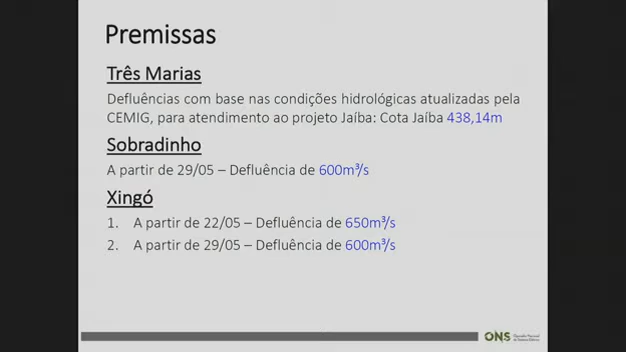 Premissas
Três Marias
Defluências com base nas condições hidrológicas atualizadas pela
CEMIG, para atendimento ao projeto Jaíba: Cota Jaíba 438,14m
Sobradinho
A partir de 29/05 – Defluência de 600m³/s
Xingó
1. A partir de 22/05 – Defluência de 650m³/s
2. A partir de 29/05 – Defluência de 600m³/s
ONS